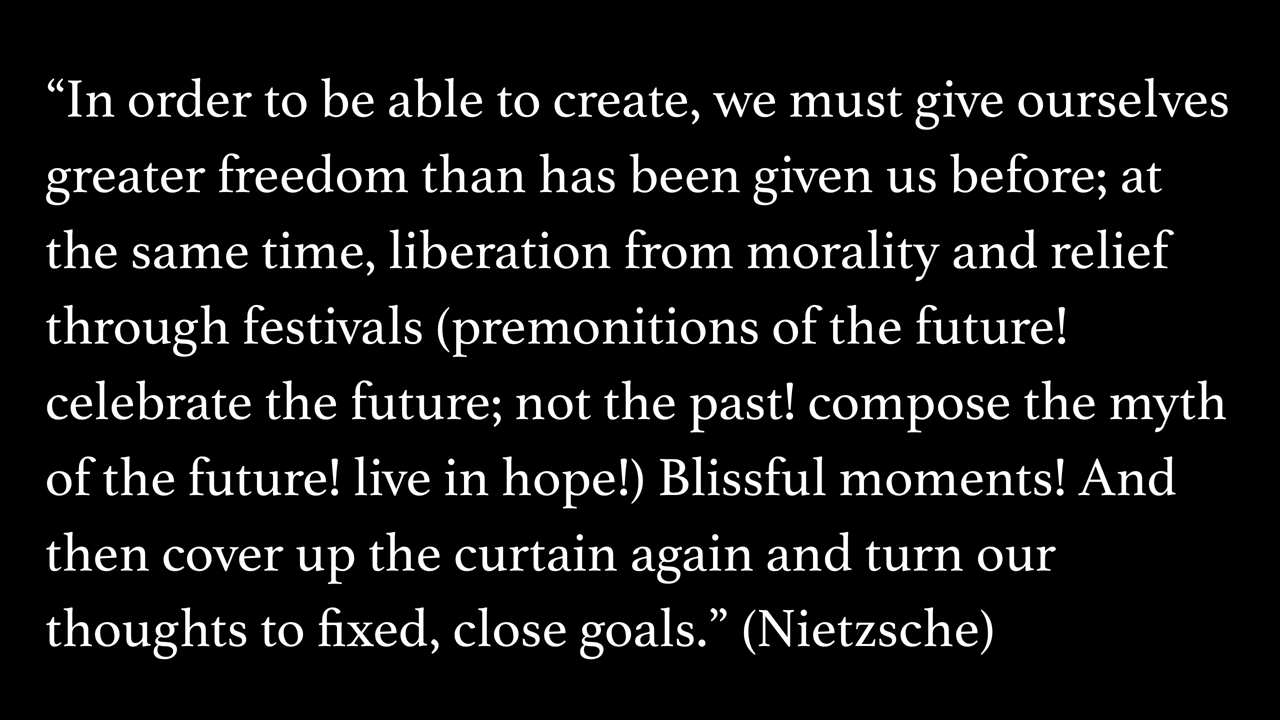 “In order to be able to create, we must give ourselves
greater freedom than has been given us before; at
the same time, liberation from morality and relief
through festivals (premonitions of the future!
celebrate the future; not the past! compose the myth
of the future! live in hope!) Blissful moments! And
then cover up the curtain again and turn our
thoughts to fixed, close goals.” (Nietzsche)